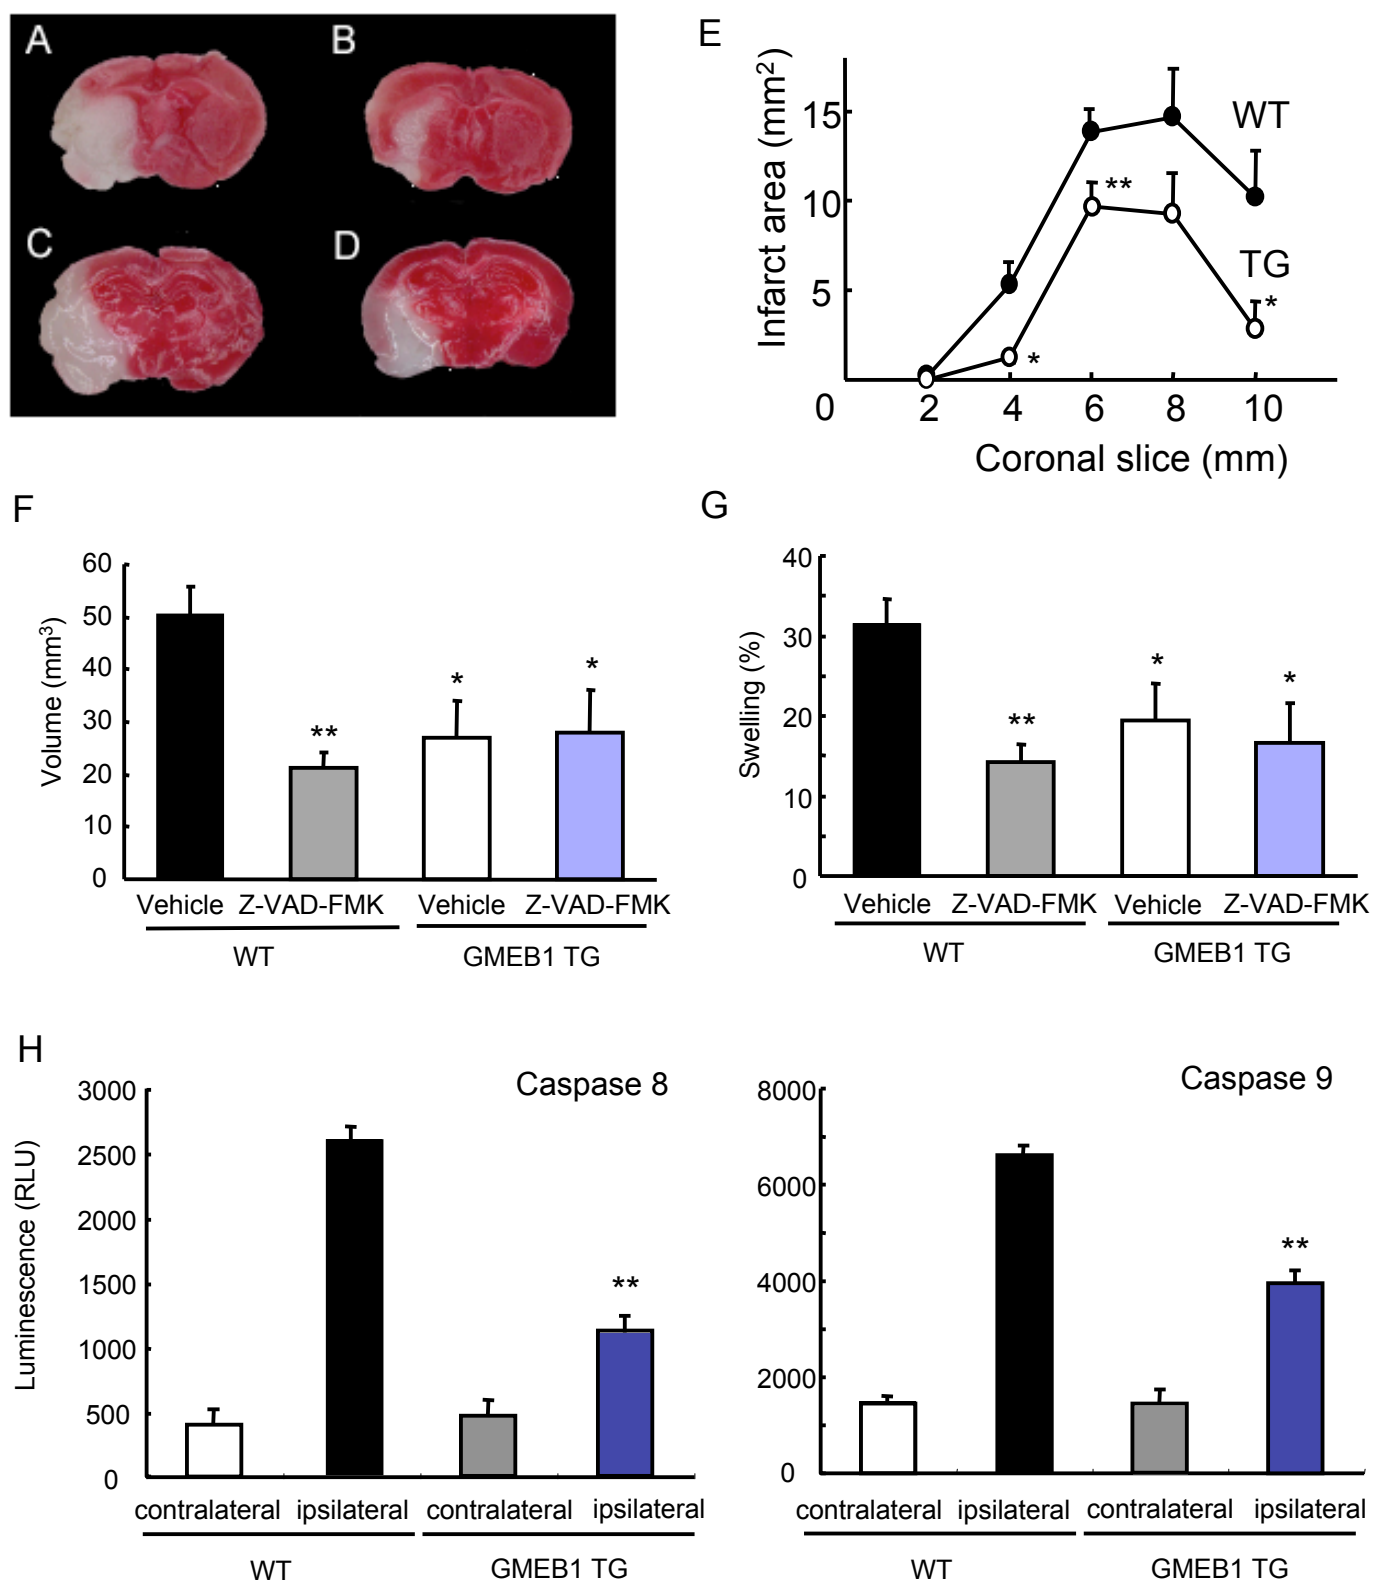 A
B
C
D
E
Infarct area (mm2)
15
10
5
0
2
4
6
8
10
Coronal slice (mm)
WT
TG
**
*
*
F
Volume (mm3)
60
50
40
30
20
10
0
**
*
*
Vehicle
Z-VAD-FMK
Vehicle
Z-VAD-FMK
WT
GMEB1 TG
G
Swelling (%)
40
30
20
10
0
**
*
*
Vehicle
Z-VAD-FMK
Vehicle
Z-VAD-FMK
WT
GMEB1 TG
H
Caspase 8
Luminescence (RLU)
3000
2500
2000
1500
1000
500
0
**
contralateral
ipsilateral
contralateral
ipsilateral
WT
GMEB1 TG
Caspase 9
8000
6000
4000
2000
0
**
contralateral
ipsilateral
contralateral
ipsilateral
WT
GMEB1 TG